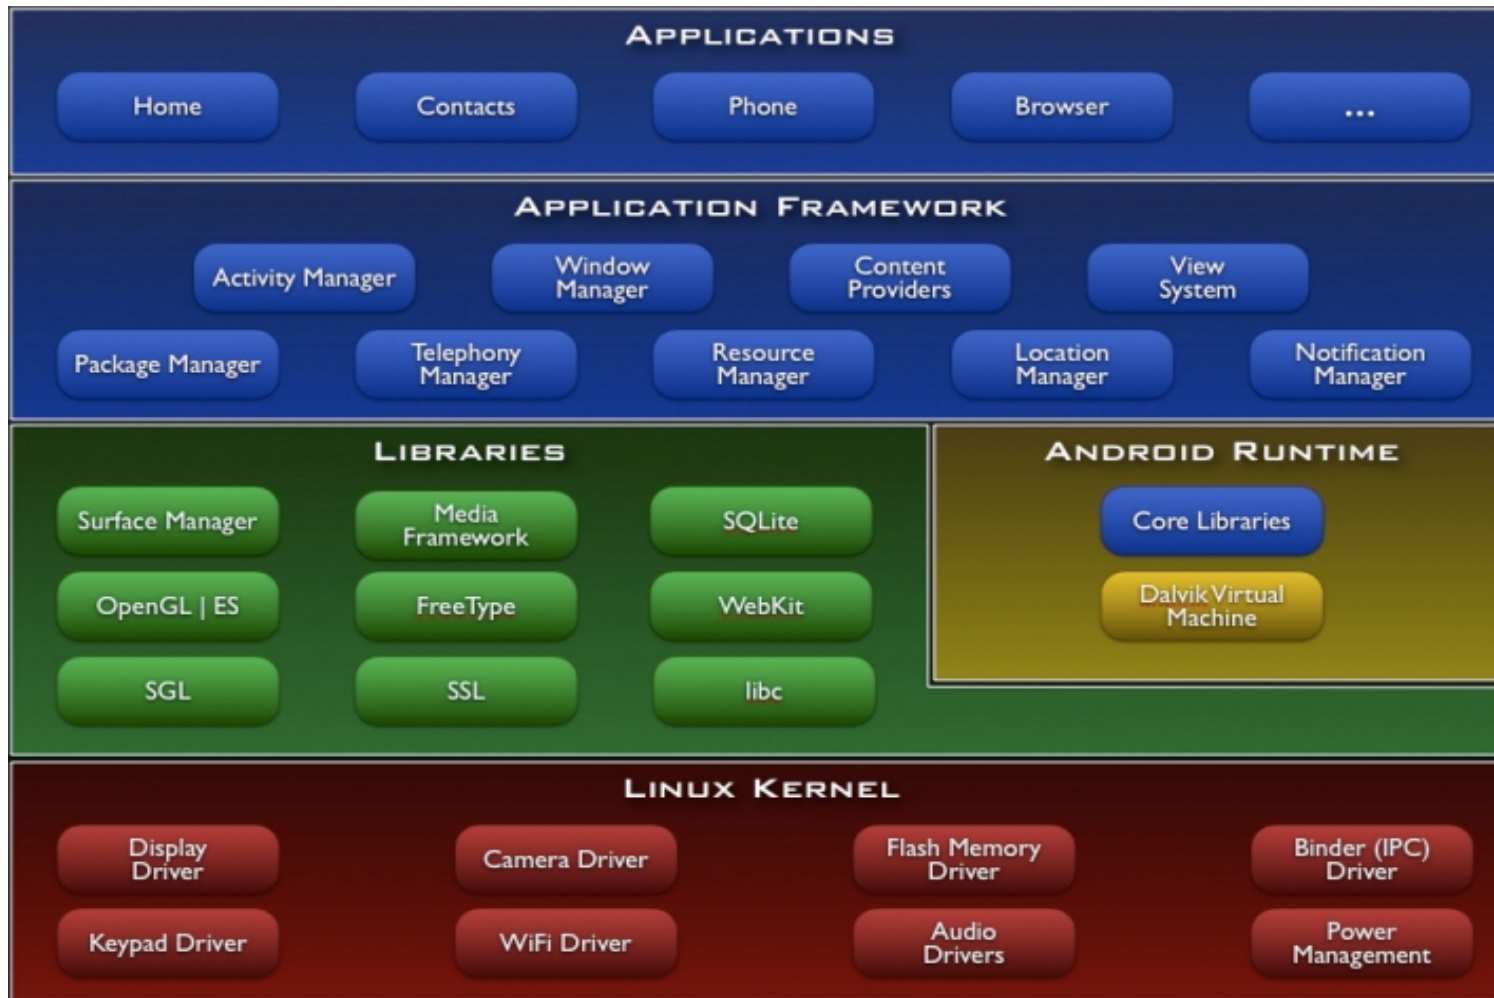 APPLICATIONS
Home
Contacts
Phone
Browser
...
APPLICATION FRAMEWORK
Activity Manager
Window
Manager
Content
Providers
View
System
Package Manager
Telephony
Manager
Resource
Manager
Location
Manager
Notification
Manager
LIBRARIES
Surface Manager
Media
Framework
SQLite
OpenGL | ES
FreeType
WebKit
SGL
SSL
libc
ANDROID RUNTIME
Core Libraries
Dalvik Virtual
Machine
LINUX KERNEL
Display
Driver
Camera Driver
Flash Memory
Driver
Binder (IPC)
Driver
Keypad Driver
WiFi Driver
Audio
Drivers
Power
Management